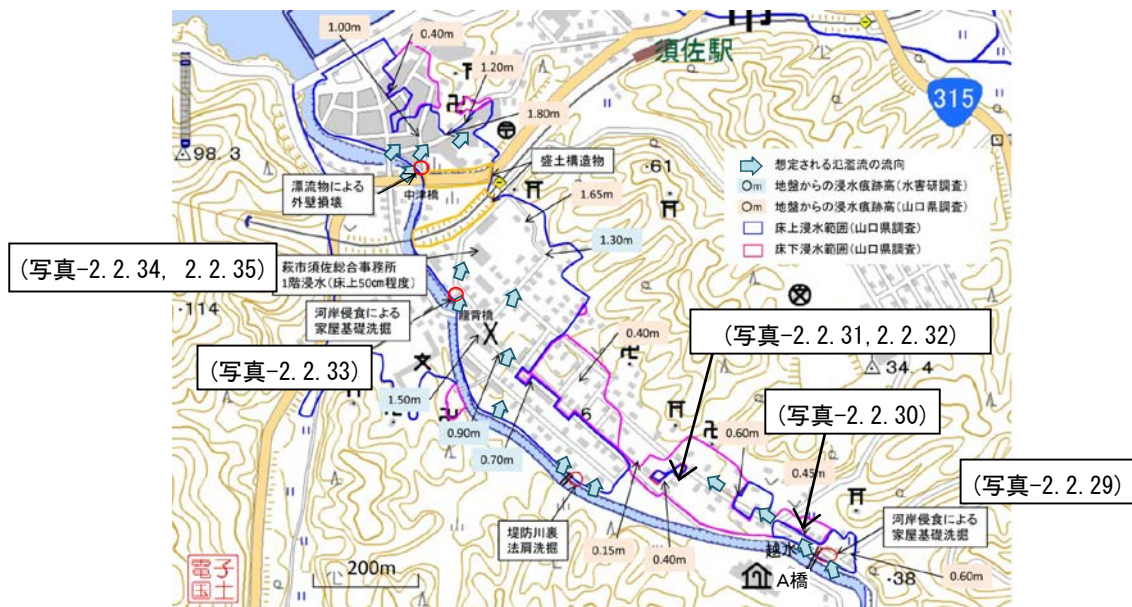 1.00m
0.40m
1.20m
1.80m
須佐駅
315
98.3
漂流物による
外壁損壊
中津橋
盛土構造物
1.65m
61
想定される氾濫流の流向
〇m 地盤からの浸水痕跡高(水害研調査)
〇m 地盤からの浸水痕跡高(山口県調査)
床上浸水範囲(山口県調査)
床下浸水範囲(山口県調査)
(写真-2.2.34, 2.2.35)
萩市須佐総合事務所
1階浸水(床上50cm程度)
1.30m
114
河岸侵食による
家屋基礎洗掘
(写真-2.2.33)
0.40m
(写真-2.2.31,2.2.32)
34.4
1.50m
0.90m
0.70m
6
(写真-2.2.30)
0.60m
0.45m
(写真-2.2.29)
堤防川裏
法肩洗掘
0.15m
0.40m
越水
A橋
河岸侵食による
家屋基礎洗掘
38
0.60m
電子
国土
200m